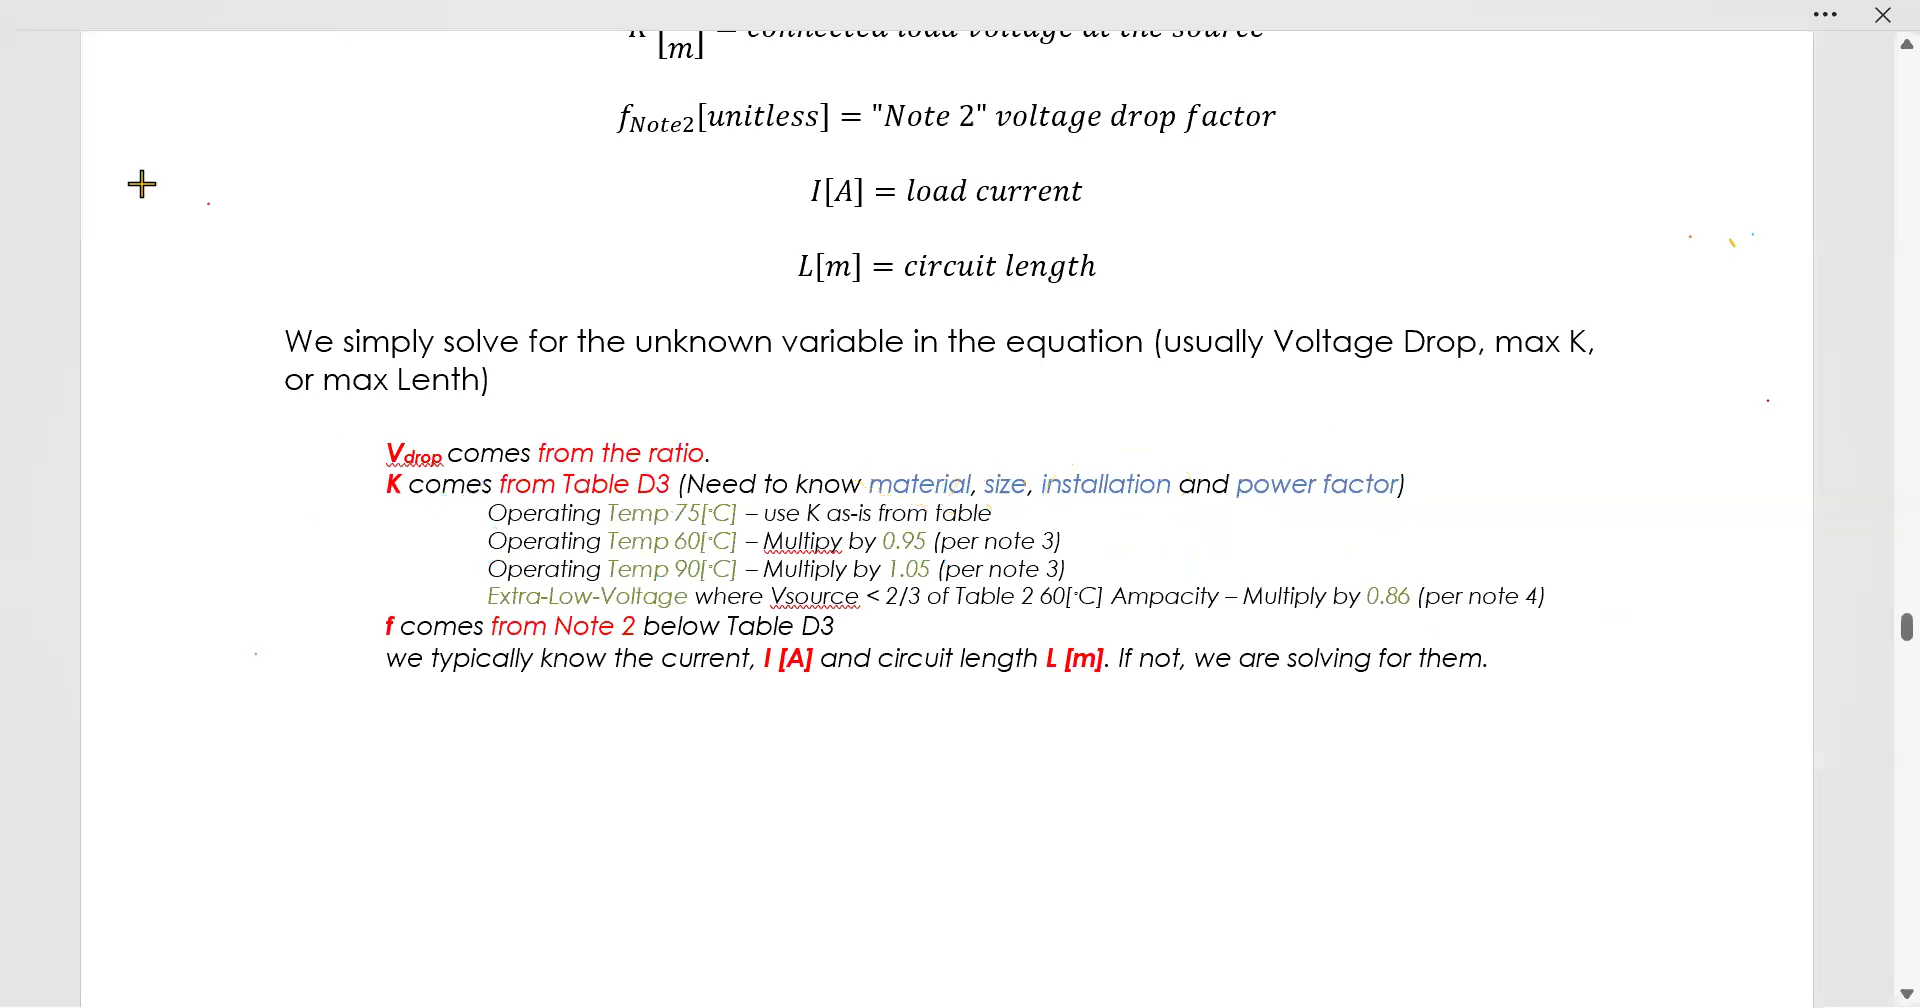 K [m] = connected load voltage at the source
f_Note2[unitless] = "Note 2" voltage drop factor
I[A] = load current
L[m] = circuit length
We simply solve for the unknown variable in the equation (usually Voltage Drop, max K,
or max Lenth)
Vdrop comes from the ratio.
K comes from Table D3 (Need to know material, size, installation and power factor)
Operating Temp 75[°C] – use K as-is from table
Operating Temp 60[°C] – Multipy by 0.95 (per note 3)
Operating Temp 90[°C] – Multiply by 1.05 (per note 3)
Extra-Low-Voltage where Vsource < 2/3 of Table 2 60[°C] Ampacity – Multiply by 0.86 (per note 4)
f comes from Note 2 below Table D3
we typically know the current, I [A] and circuit length L [m]. If not, we are solving for them.